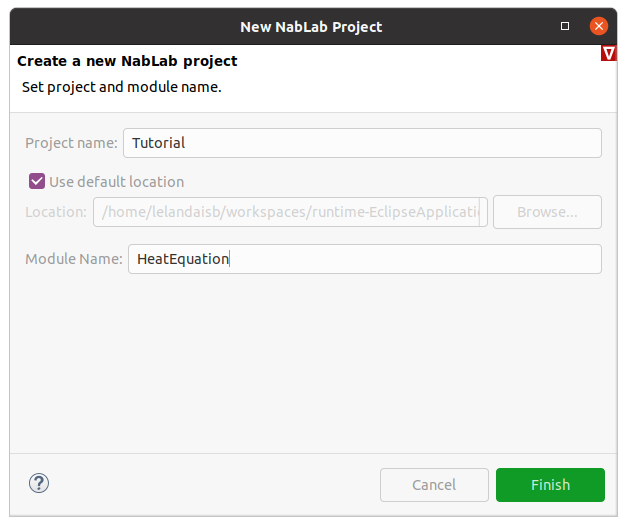 New NabLab Project
Create a new NabLab project
Set project and module name.
Project name: Tutorial
Use default location
Location: /home/lelandaisb/workspaces/runtime-EclipseApplicati Browse...
Module Name: HeatEquation
? Cancel Finish